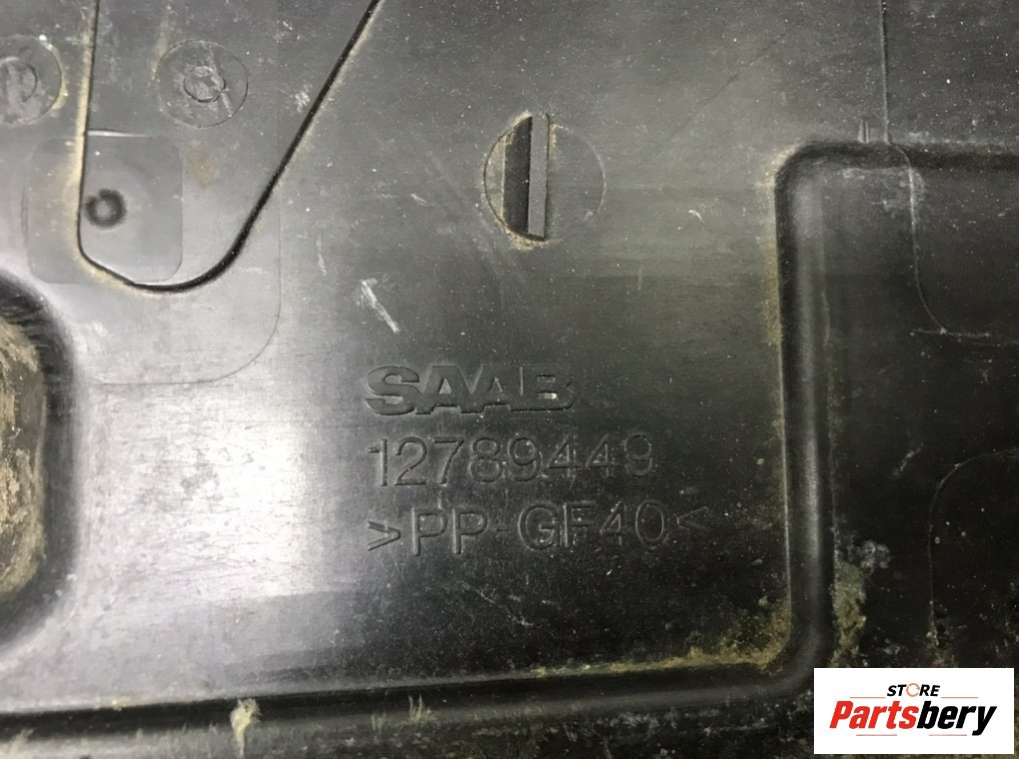 SAAB
12789449
>PP-GF40<
STORE
Partsbery